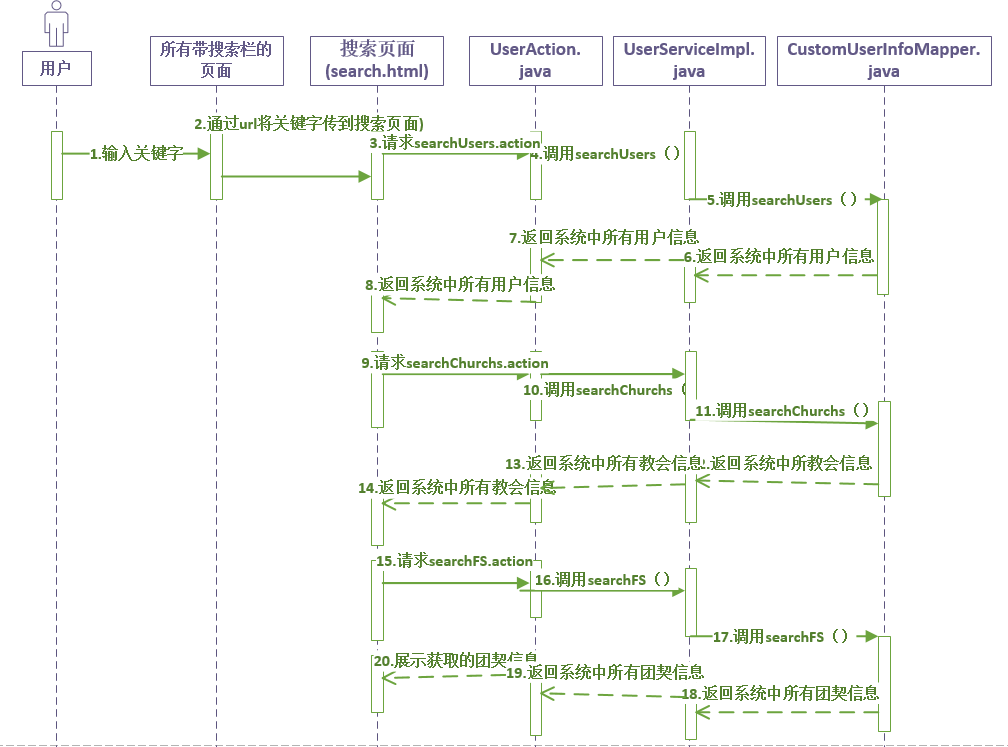 用户
所有带搜索栏的
页面
搜索页面
(search.html)
UserAction.
java
UserServiceImpl.
java
CustomUserInfoMapper.
java
2.通过url将关键字传到搜索页面)
1.输入关键字
3.请求searchUsers.action
4.调用searchUsers（）
5.调用searchUsers（）
7.返回系统中所有用户信息
6.返回系统中所有用户信息
8.返回系统中所有用户信息
9.请求searchChurchs.action
10.调用searchChurchs（
11.调用searchChurchs（）
13.返回系统中所有教会信息
.返回系统中所教会信息
14.返回系统中所有教会信息
15.请求searchFS.action
16.调用searchFS（）
17.调用searchFS（）
20.展示获取的团契信息
19.返回系统中所有团契信息
18.返回系统中所有团契信息